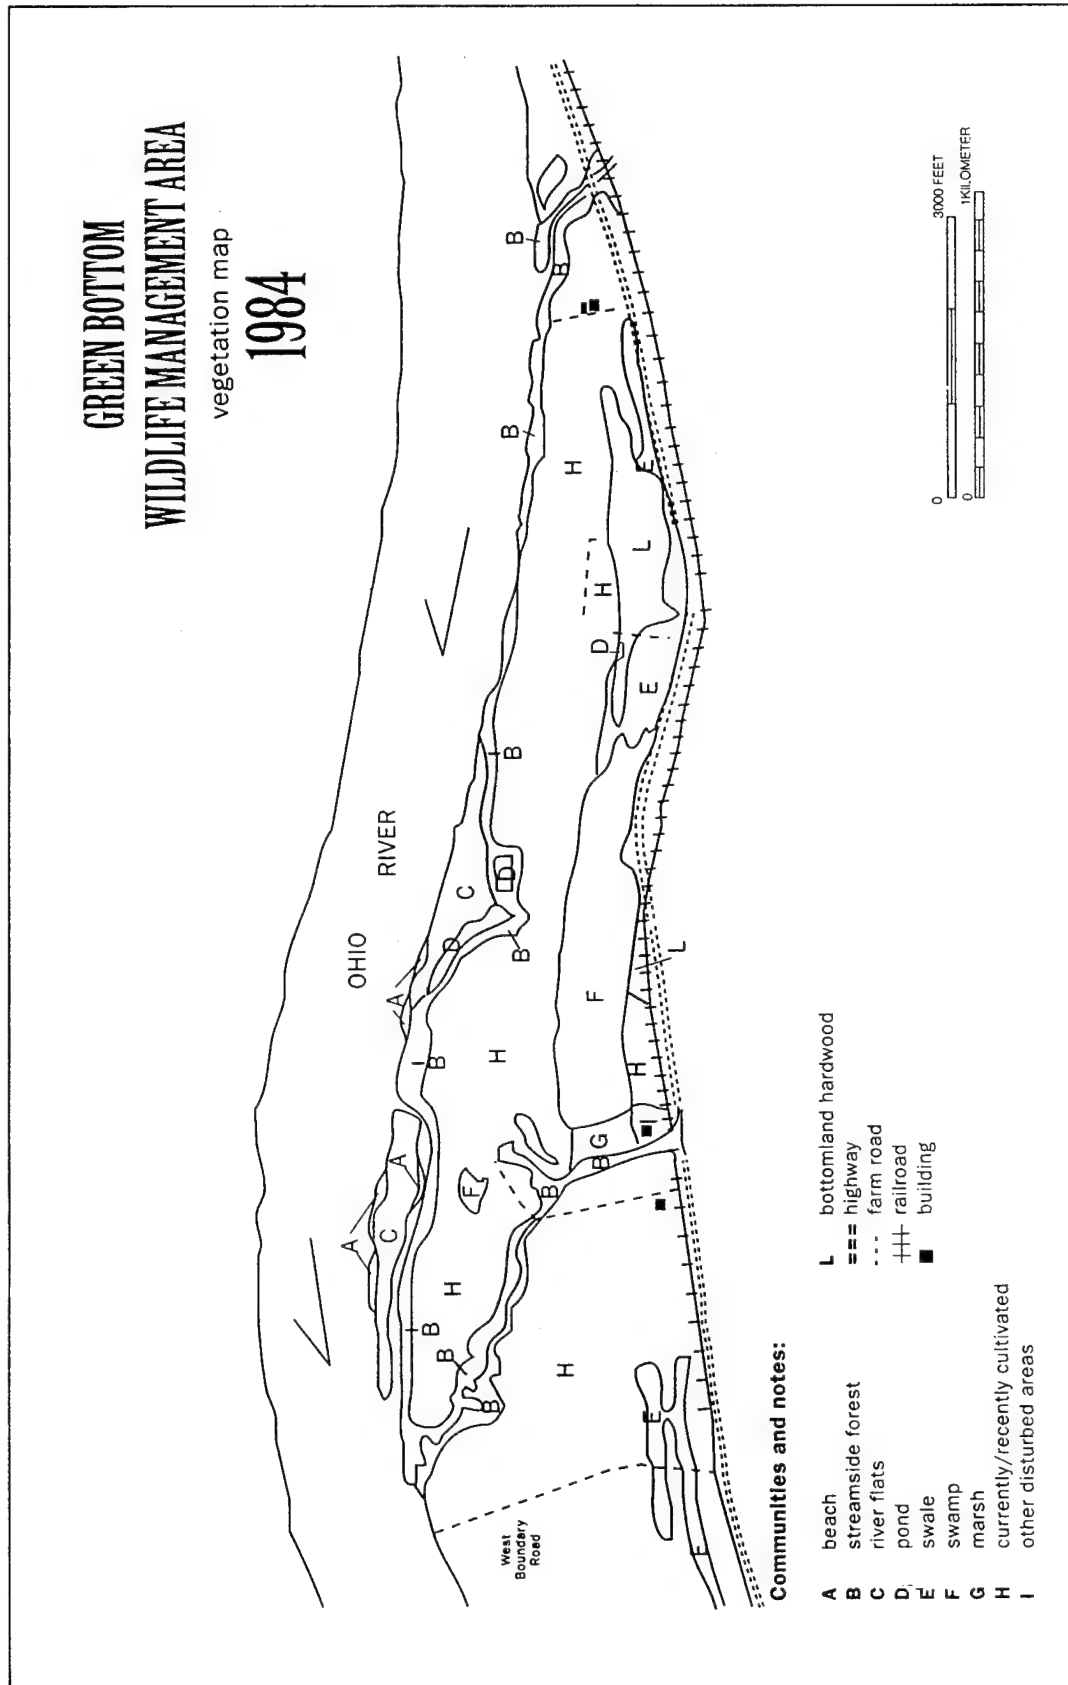 GREEN BOTTOM
WILDLIFE MANAGEMENT AREA
vegetation map
1984
OHIO
RIVER
A
A
A
B
B
B
B
B
B
B
B
B
B
B
I
C
C
D
D
D
E
E
E
E
F
F
G
H
H
H
H
H
H
L
L
I
West
Boundary
Road
0 3000 FEET
0 1KILOMETER
Communities and notes:
A beach
B streamside forest
C river flats
D pond
E swale
F swamp
G marsh
H currently/recently cultivated
I other disturbed areas
L bottomland hardwood
=== highway
--- farm road
railroad
■ building